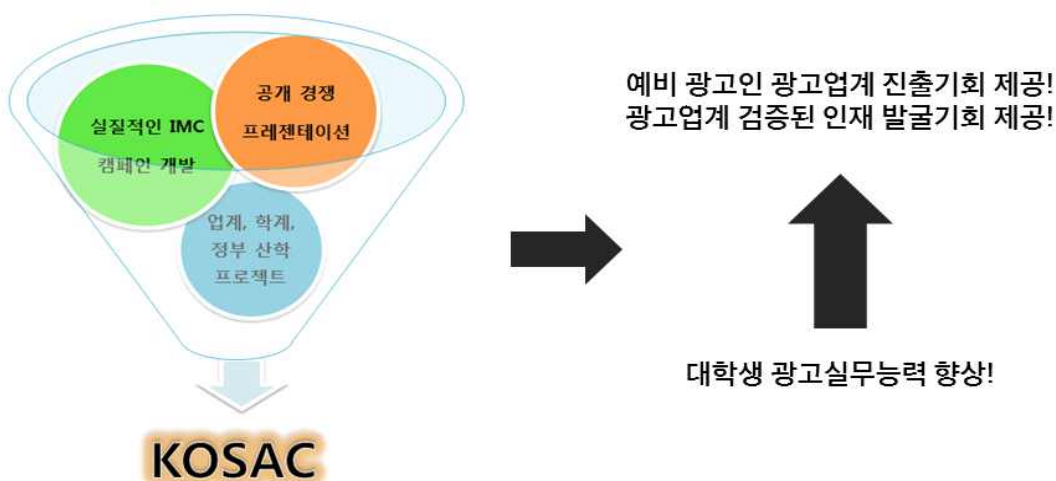 공개 경쟁
프레젠테이션
실질적인 IMC
캠페인 개발
업계, 학계,
정부 산학
프로젝트
KOSAC
예비 광고인 광고업계 진출기회 제공!
광고업계 검증된 인재 발굴기회 제공!
대학생 광고실무능력 향상!